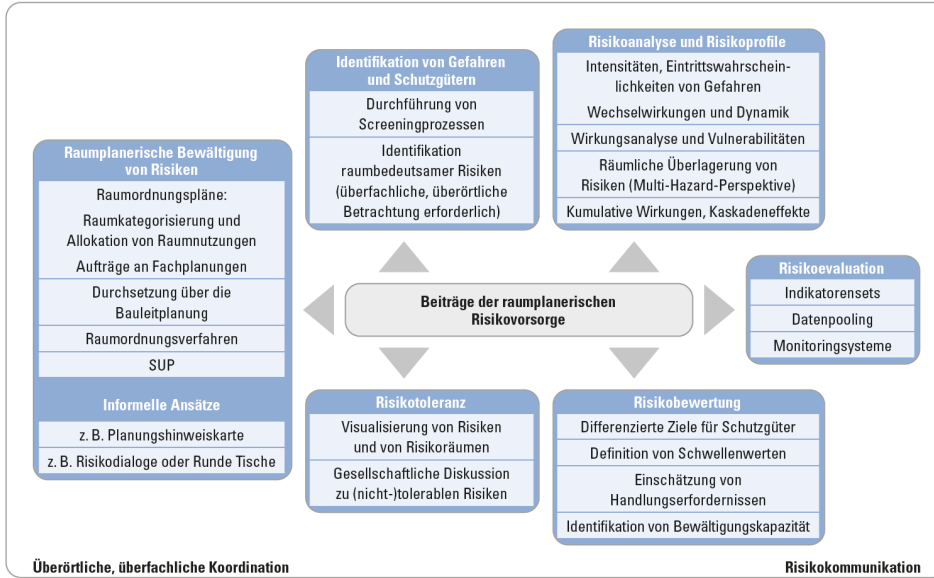 Raumplanerische Bewältigung
von Risiken
Raumordnungspläne:
Raumkategorisierung und
Allokation von Raumnutzungen
Aufträge an Fachplanungen
Durchsetzung über die
Bauleitplanung
Raumordnungsverfahren
SUP
Informelle Ansätze
z. B. Planungshinweiskarte
z. B. Risikodialoge oder Runde Tische
Identifikation von Gefahren
und Schutzgütern
Durchführung von
Screeningprozessen
Identifikation
raumbedeutsamer Risiken
(überfachliche, überörtliche
Betrachtung erforderlich)
Risikoanalyse und Risikoprofile
Intensitäten, Eintrittswahrschein-
lichkeiten von Gefahren
Wechselwirkungen und Dynamik
Wirkungsanalyse und Vulnerabilitäten
Räumliche Überlagerung von
Risiken (Multi-Hazard-Perspektive)
Kumulative Wirkungen, Kaskadeneffekte
Beiträge der raumplanerischen
Risikovorsorge
Risikoevaluation
Indikatorensets
Datenpooling
Monitoringsysteme
Risikotoleranz
Visualisierung von Risiken
und von Risikoräumen
Gesellschaftliche Diskussion
zu (nicht-)tolerablen Risiken
Risikobewertung
Differenzierte Ziele für Schutzgüter
Definition von Schwellenwerten
Einschätzung von
Handlungserfordernissen
Identifikation von Bewältigungskapazität
Überörtliche, überfachliche Koordination
Risikokommunikation